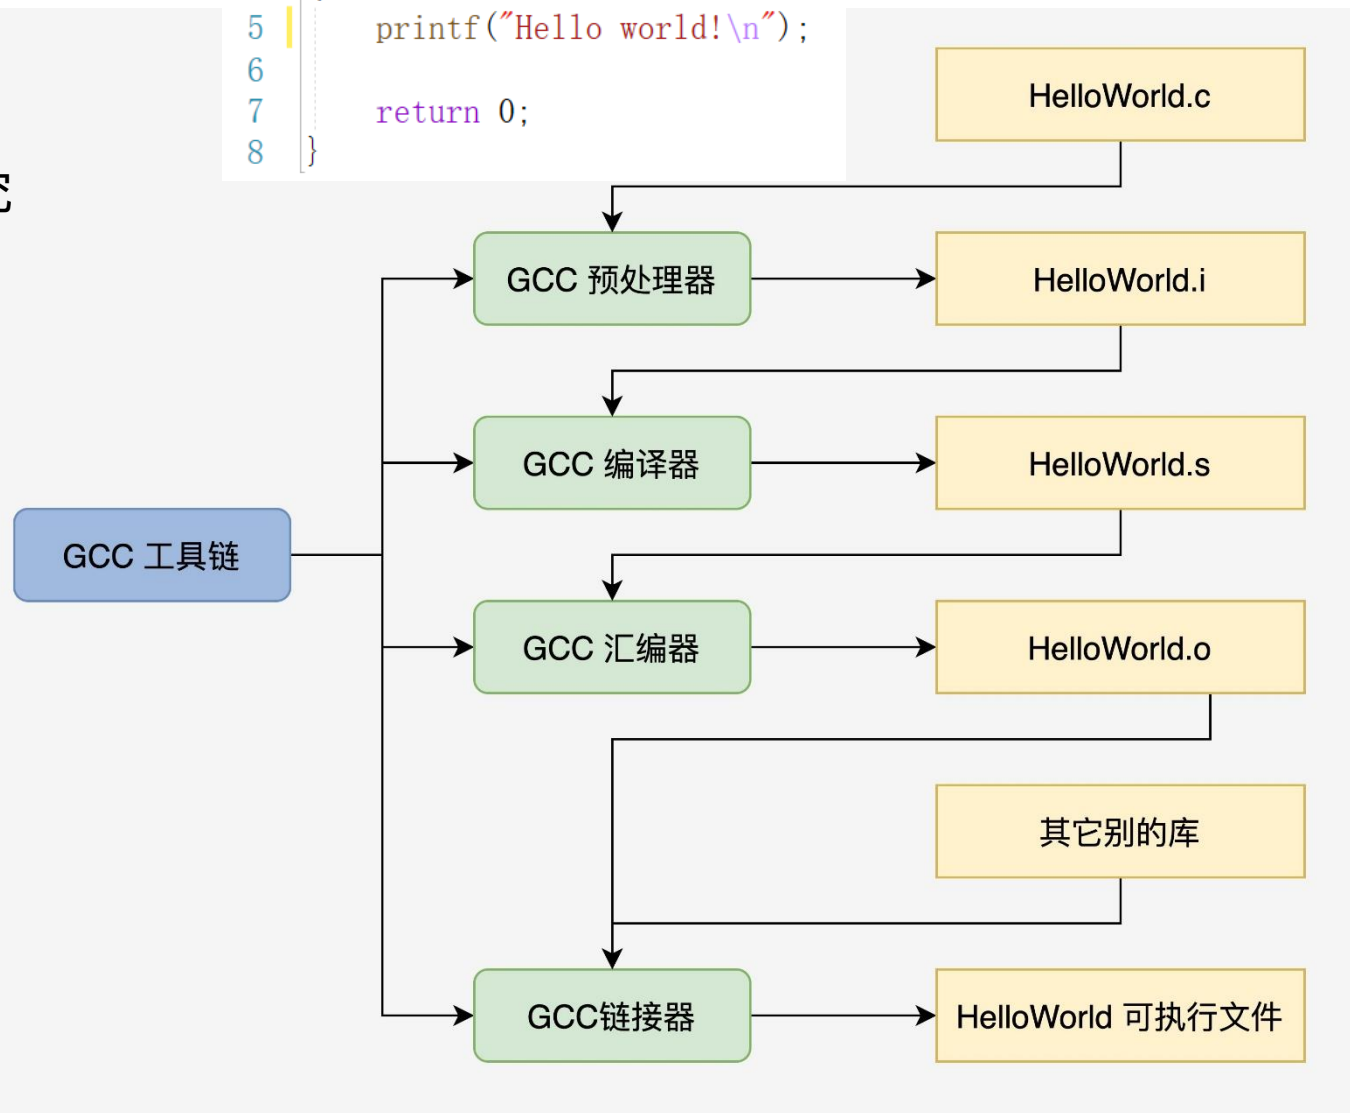 5 printf("Hello world!\n");
6
7 return 0;
8 }
HelloWorld.c
GCC 预处理器
HelloWorld.i
GCC 编译器
HelloWorld.s
GCC 工具链
GCC 汇编器
HelloWorld.o
其它别的库
GCC链接器
HelloWorld 可执行文件